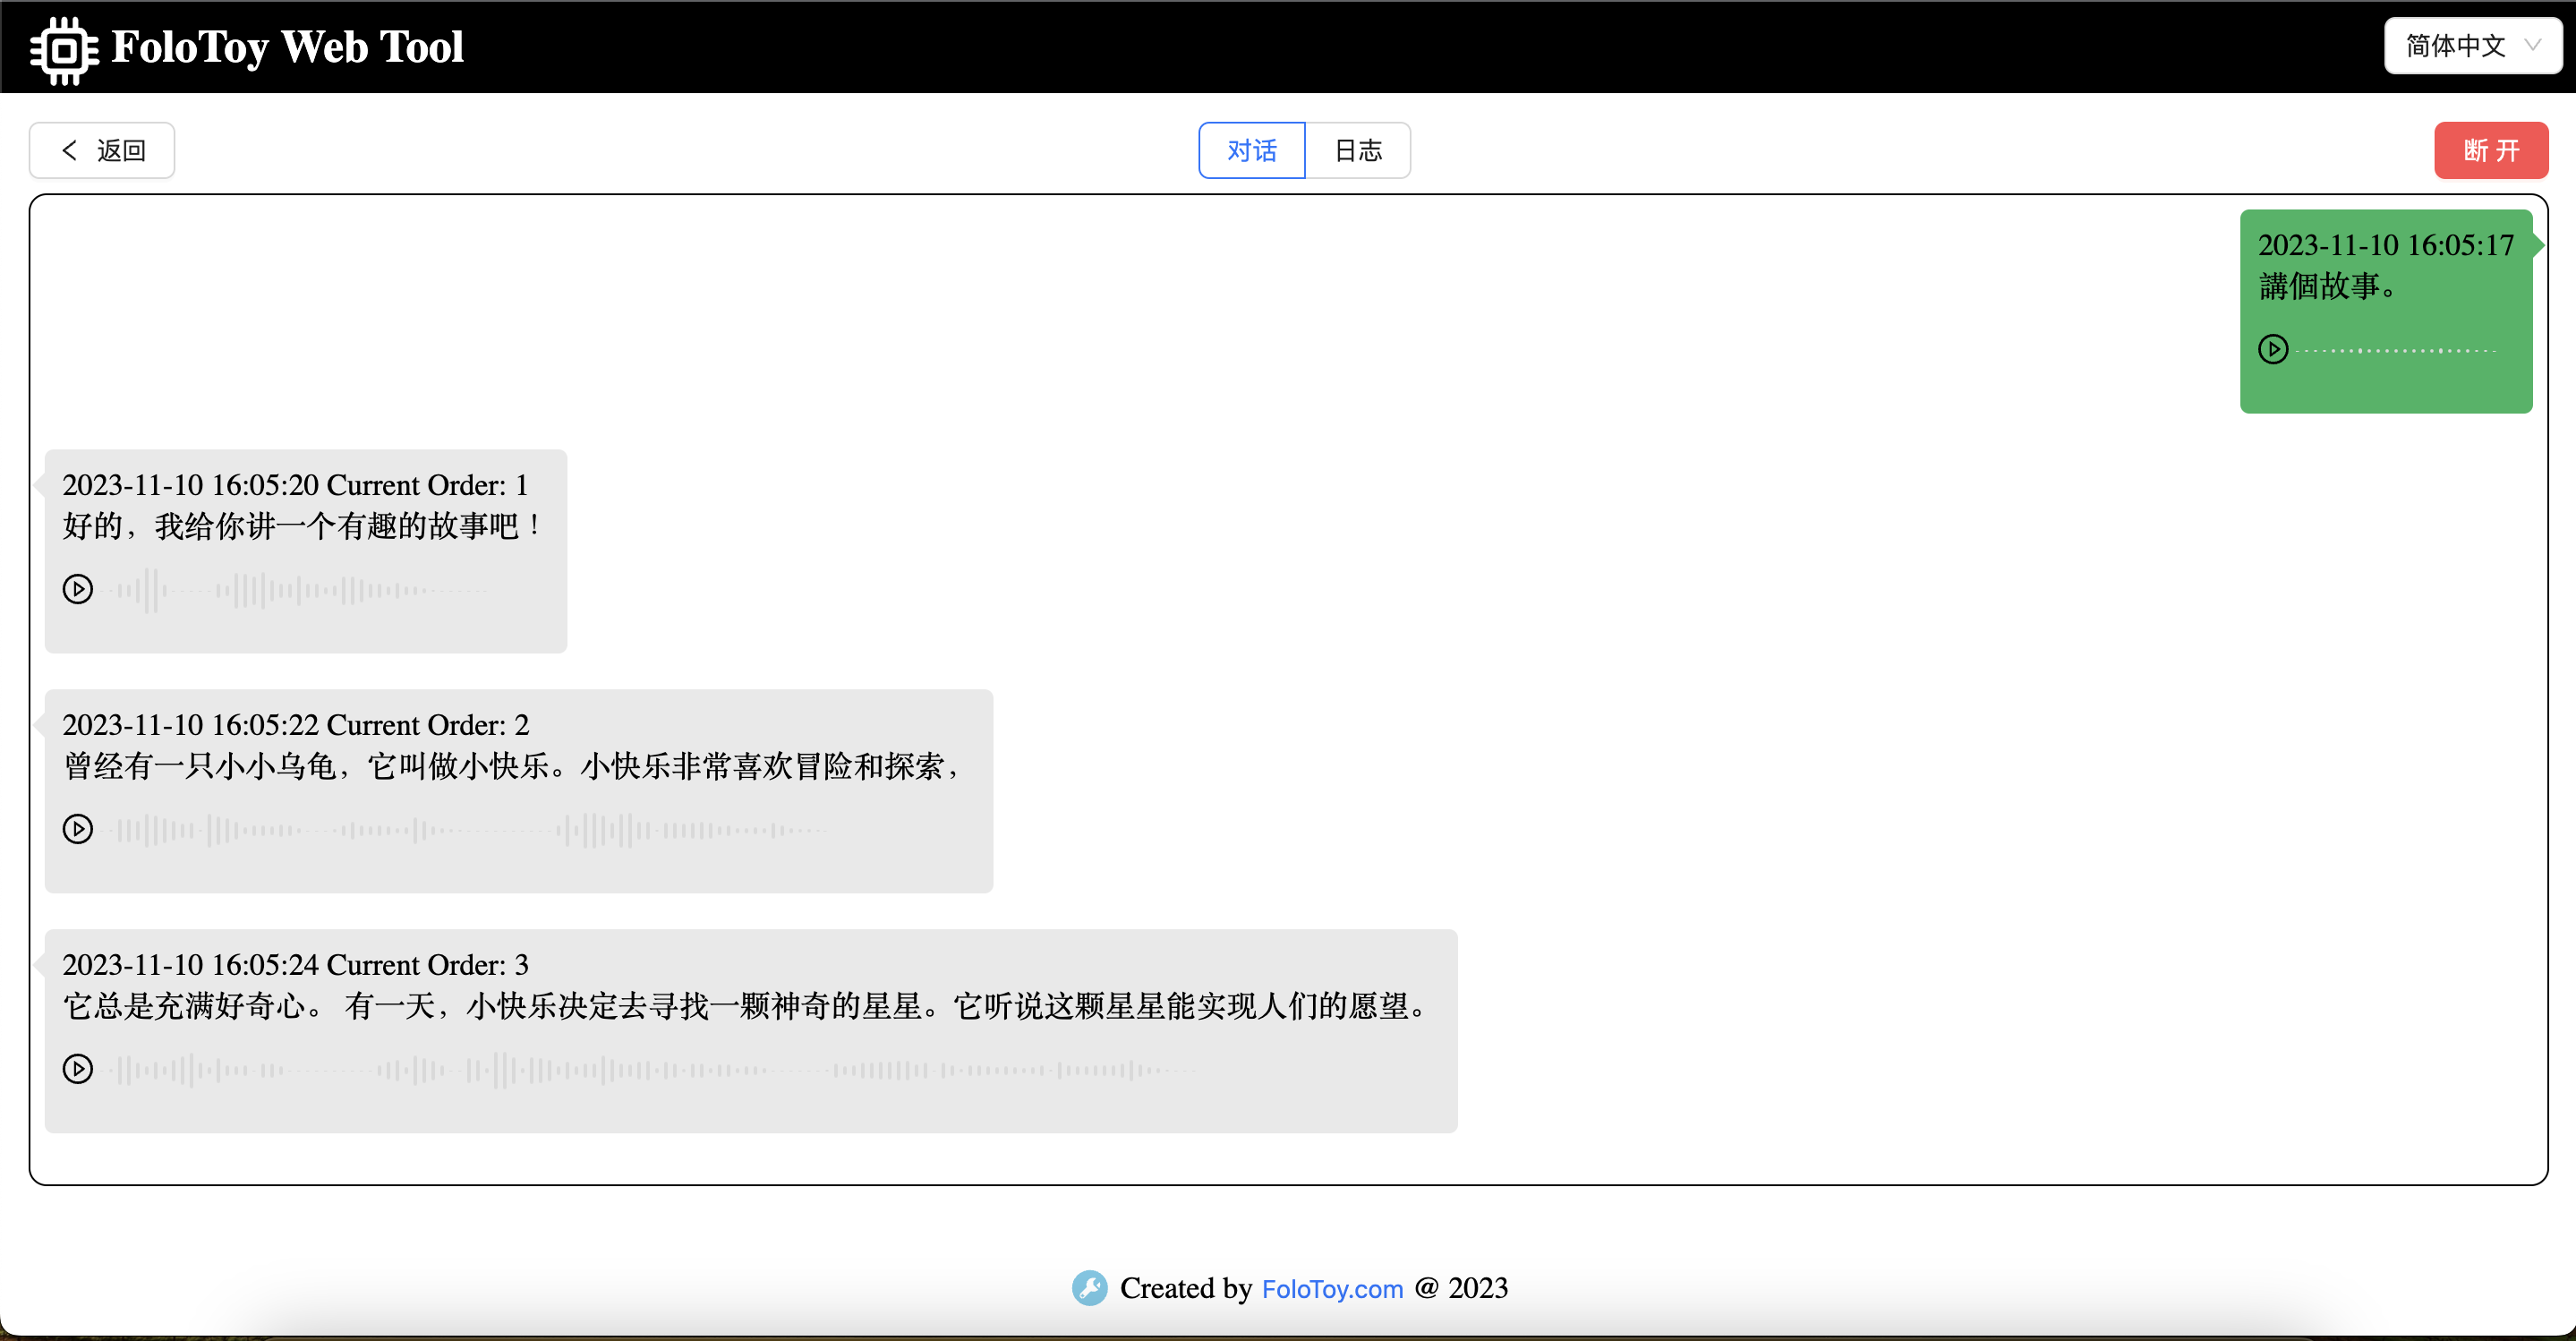 FoloToy Web Tool
简体中文
返回
对话
日志
断 开
2023-11-10 16:05:17
講個故事。
2023-11-10 16:05:20 Current Order: 1
好的，我给你讲一个有趣的故事吧！
2023-11-10 16:05:22 Current Order: 2
曾经有一只小小乌龟，它叫做小快乐。小快乐非常喜欢冒险和探索，
2023-11-10 16:05:24 Current Order: 3
它总是充满好奇心。 有一天，小快乐决定去寻找一颗神奇的星星。它听说这颗星星能实现人们的愿望。
Created by FoloToy.com @ 2023